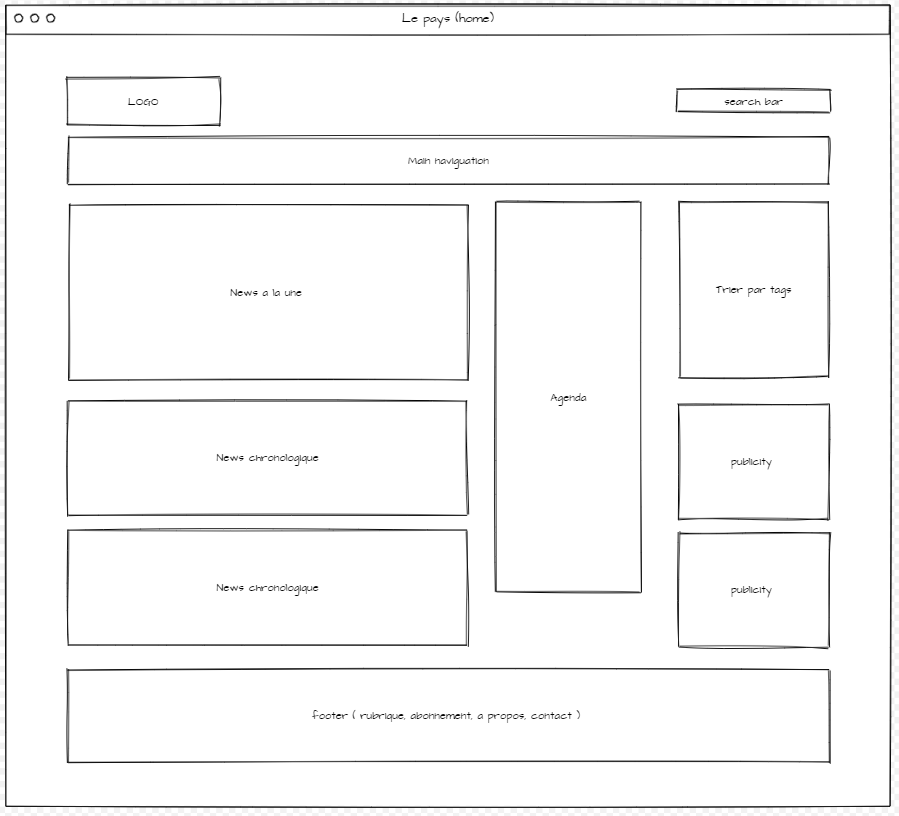 Le pays (home)
LOGO
search bar
Main naviguation
News a la une
Agenda
Trier par tags
News chronologique
publicity
News chronologique
publicity
footer ( rubrique, abonnement, a propos, contact )